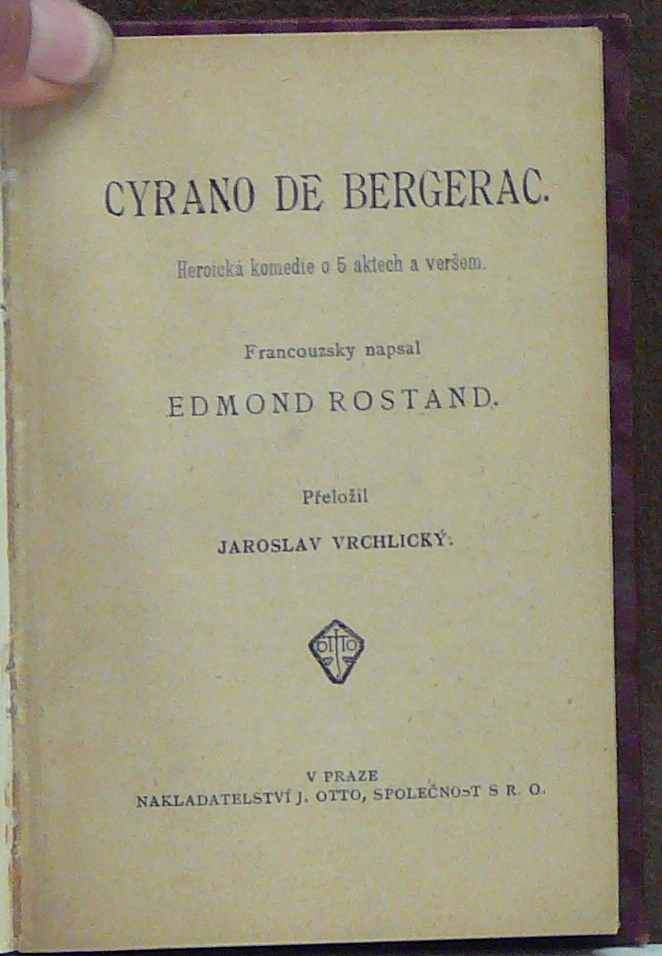 CYRANO DE BERGERAC.
Heroická komedie o 5 aktech a veršem.
Francouzsky napsal
EDMOND ROSTAND.
Přeložil
JAROSLAV VRCHLICKÝ.
OTTO
V PRAZE
NAKLADATELSTVÍ J. OTTO, SPOLEČNOST S R. O.